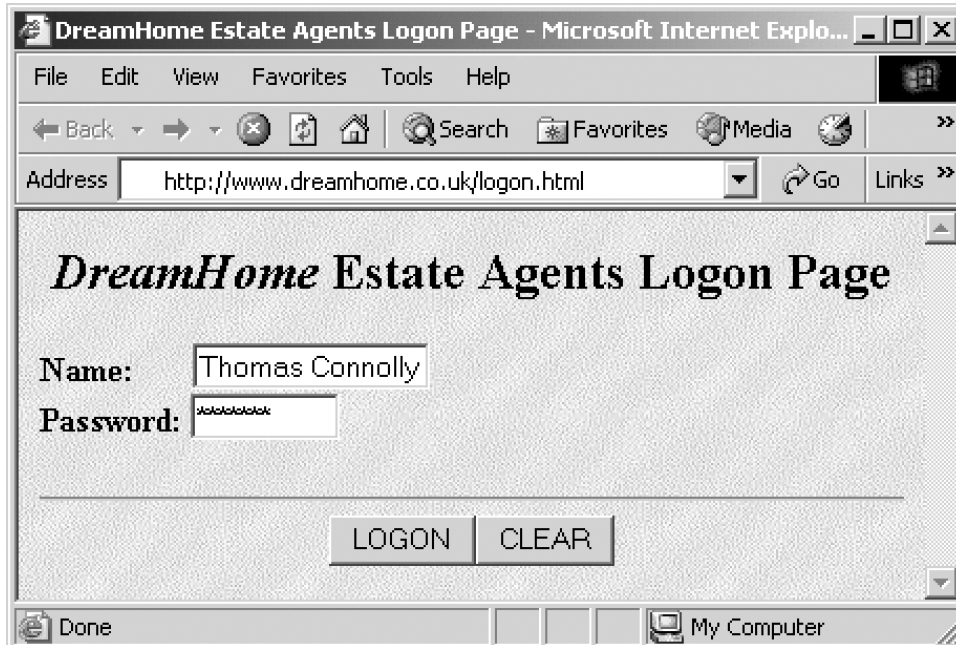 DreamHome Estate Agents Logon Page - Microsoft Internet Explo...
File Edit View Favorites Tools Help
Back Search Favorites Media »
Address http://www.dreamhome.co.uk/logon.html Go Links »
DreamHome Estate Agents Logon Page
Name: Thomas Connolly
Password: ********
LOGON CLEAR
Done My Computer